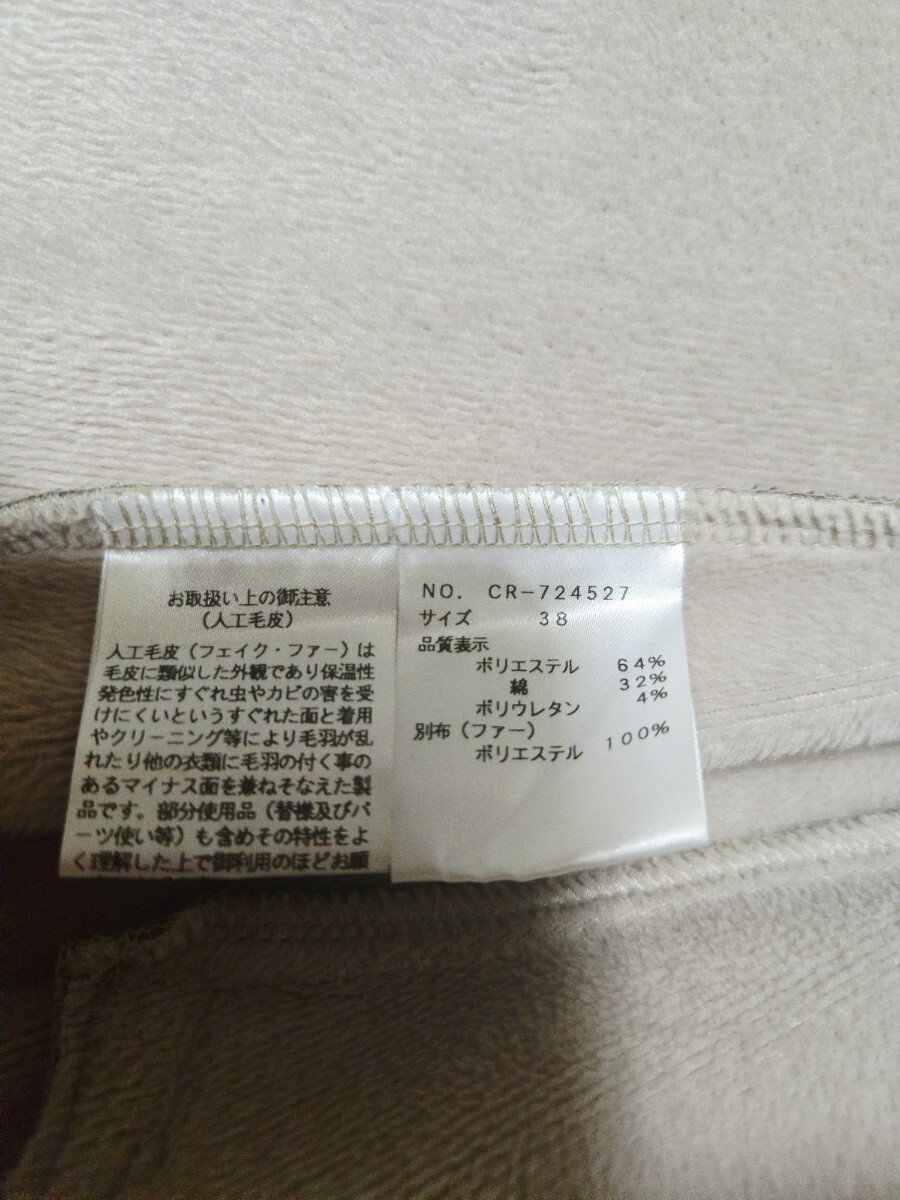 お取扱い上の御注意
(人工毛皮)
人工毛皮(フェイク・ファー)は
毛皮に類似した外観であり保温性
発色性にすぐれ虫やカビの害を受
けにくいというすぐれた面と着用
やクリーニング等により毛羽が乱
れたり他の衣類に毛羽の付く事の
あるマイナス面を兼ねそなえた製
品です。部分使用品(替襟及びパ
ーツ使い等)も含めその特性をよ
く理解した上で御利用のほどお願
NO. CR-724527
サイズ 38
品質表示
ポリエステル 64%
綿 32%
ポリウレタン 4%
別布(ファー)
ポリエステル 100%